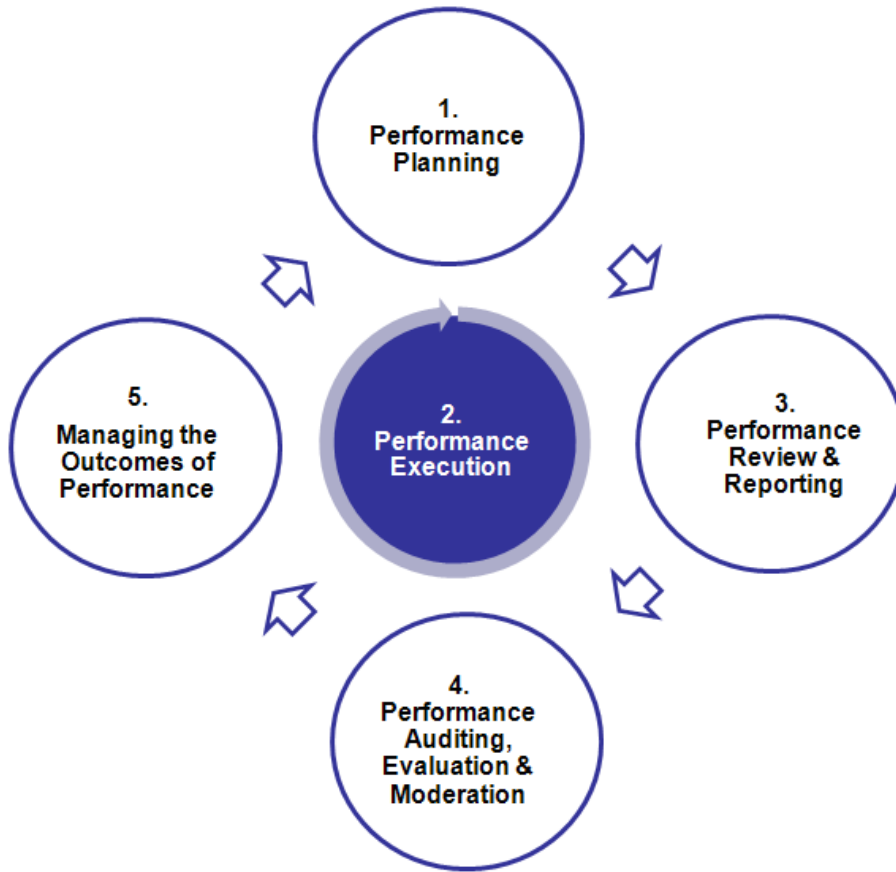 1.
Performance
Planning
2.
Performance
Execution
3.
Performance
Review &
Reporting
4.
Performance
Auditing,
Evaluation &
Moderation
5.
Managing the
Outcomes of
Performance